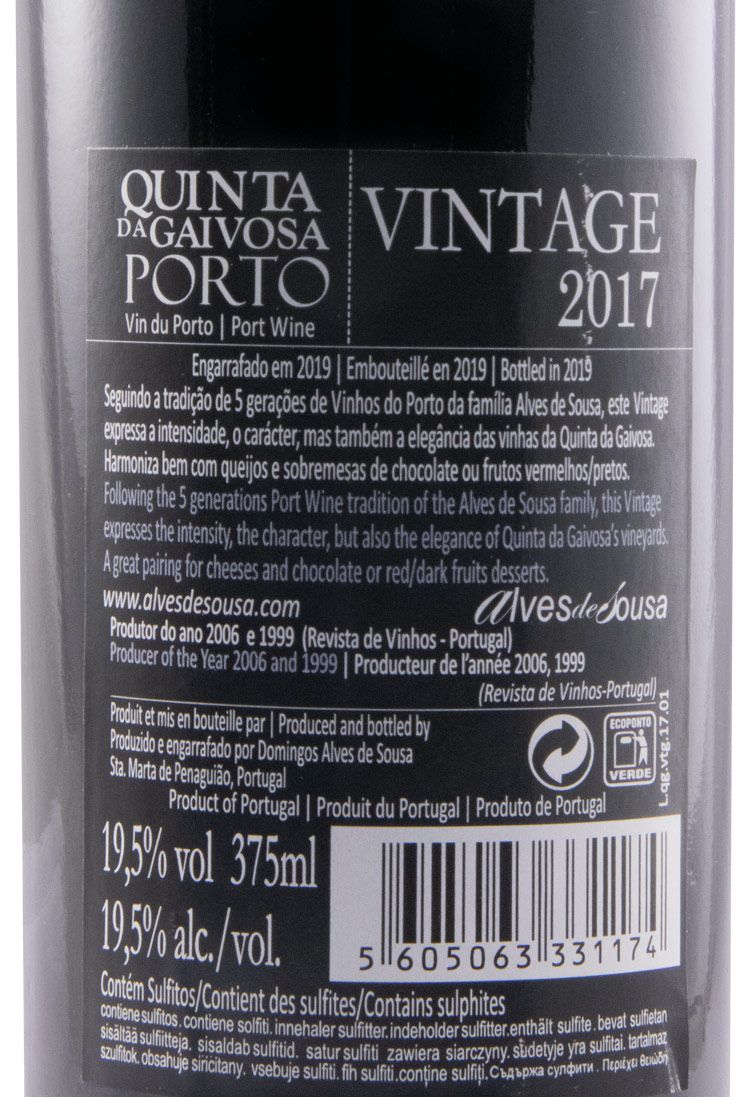 QUINTA
DA GAIVOSA
PORTO
Vin du Porto | Port Wine
VINTAGE
2017
Engarrafado em 2019 | Embouteillé en 2019 | Bottled in 2019
Seguindo a tradição de 5 gerações de Vinhos do Porto da família Alves de Sousa, este Vintage
expressa a intensidade, o carácter, mas também a elegância das vinhas da Quinta da Gaivosa.
Harmoniza bem com queijos e sobremesas de chocolate ou frutos vermelhos/pretos.
Following the 5 generations Port Wine tradition of the Alves de Sousa family, this Vintage
expresses the intensity, the character, but also the elegance of Quinta da Gaivosa's vineyards.
A great pairing for cheeses and chocolate or red/dark fruits desserts.
www.alvesdesousa.com
Alves de Sousa
Produtor do ano 2006 e 1999 (Revista de Vinhos - Portugal)
Producer of the Year 2006 and 1999 | Producteur de l'année 2006, 1999
(Revista de Vinhos-Portugal)
Produit et mis en bouteille par | Produced and bottled by
Produzido e engarrafado por Domingos Alves de Sousa
Sta. Marta de Penaguião, Portugal
Product of Portugal | Produit du Portugal | Produto de Portugal
ECOPONTO
VERDE
L.qg.vtg.17.01
19,5% vol 375ml
19,5% alc./vol.
5 605063 331174
Contém Sulfitos/Contient des sulfites/Contains sulphites
contiene sulfitos. contiene solfiti. innehaler sulfitter. indeholder sulfitter. enthält sulfite. bevat sulfietan
sisältää sulfiitteja. sisaldab sulfitid. satur sulfiti zawiera siarczyny. sudetyje yra sulfitai. tartalmaz
szulfitok. obsahuje siricitany. vsebuje sulfiti. fih sulfiti. conține sulfiți. Съдържа сулфити . Περιέχει θειώδη